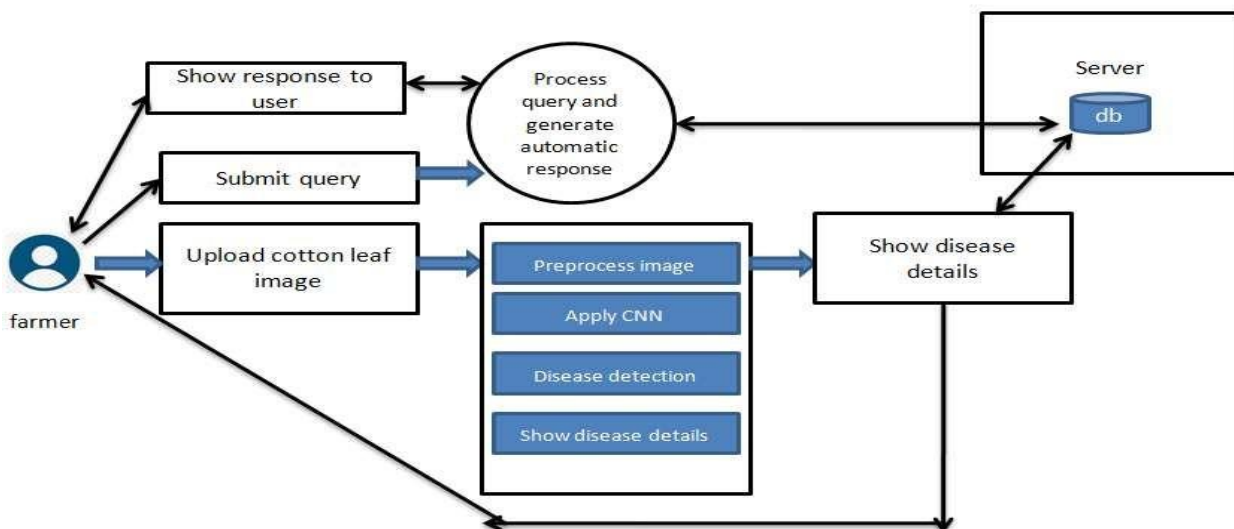 Show response to
user
Process
query and
generate
automatic
response
Server
db
Submit query
Upload cotton leaf
image
Preprocess image
Apply CNN
Disease detection
Show disease details
Show disease
details
farmer